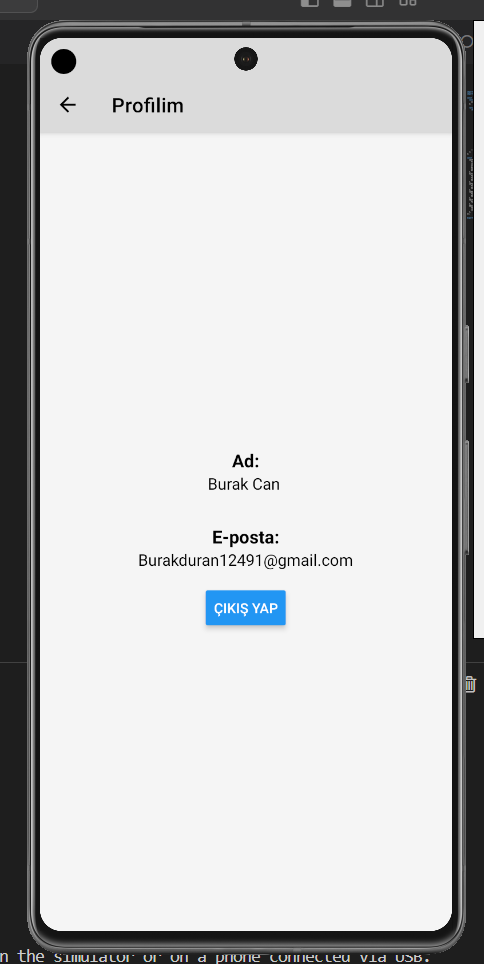 Profilim
Ad:
Burak Can
E-posta:
Burakduran12491@gmail.com
ÇIKIŞ YAP
n the simulator or on a phone connected via USB.